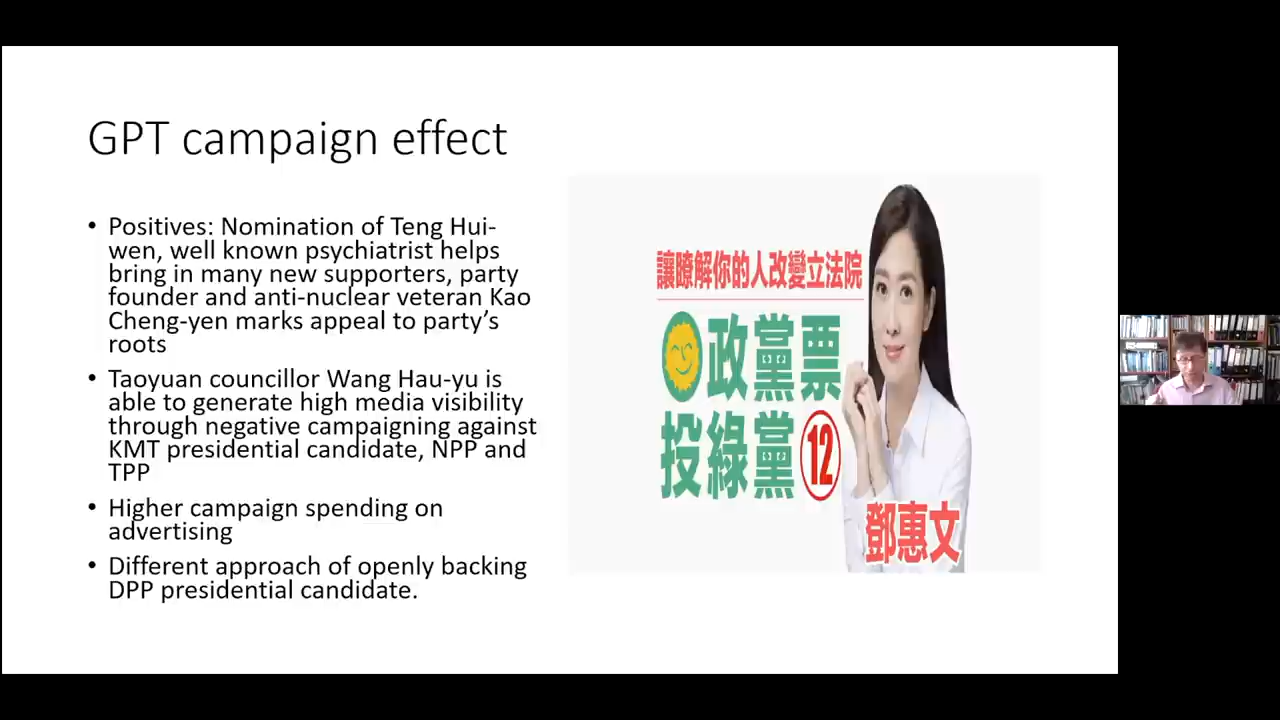 GPT campaign effect
• Positives: Nomination of Teng Hui-
wen, well known psychiatrist helps
bring in many new supporters, party
founder and anti-nuclear veteran Kao
Cheng-yen marks appeal to party’s
roots
• Taoyuan councillor Wang Hau-yu is
able to generate high media visibility
through negative campaigning against
KMT presidential candidate, NPP and
TPP
• Higher campaign spending on
advertising
• Different approach of openly backing
DPP presidential candidate.
讓瞭解你的人改變立法院
政黨票
投綠黨 12
鄧惠文